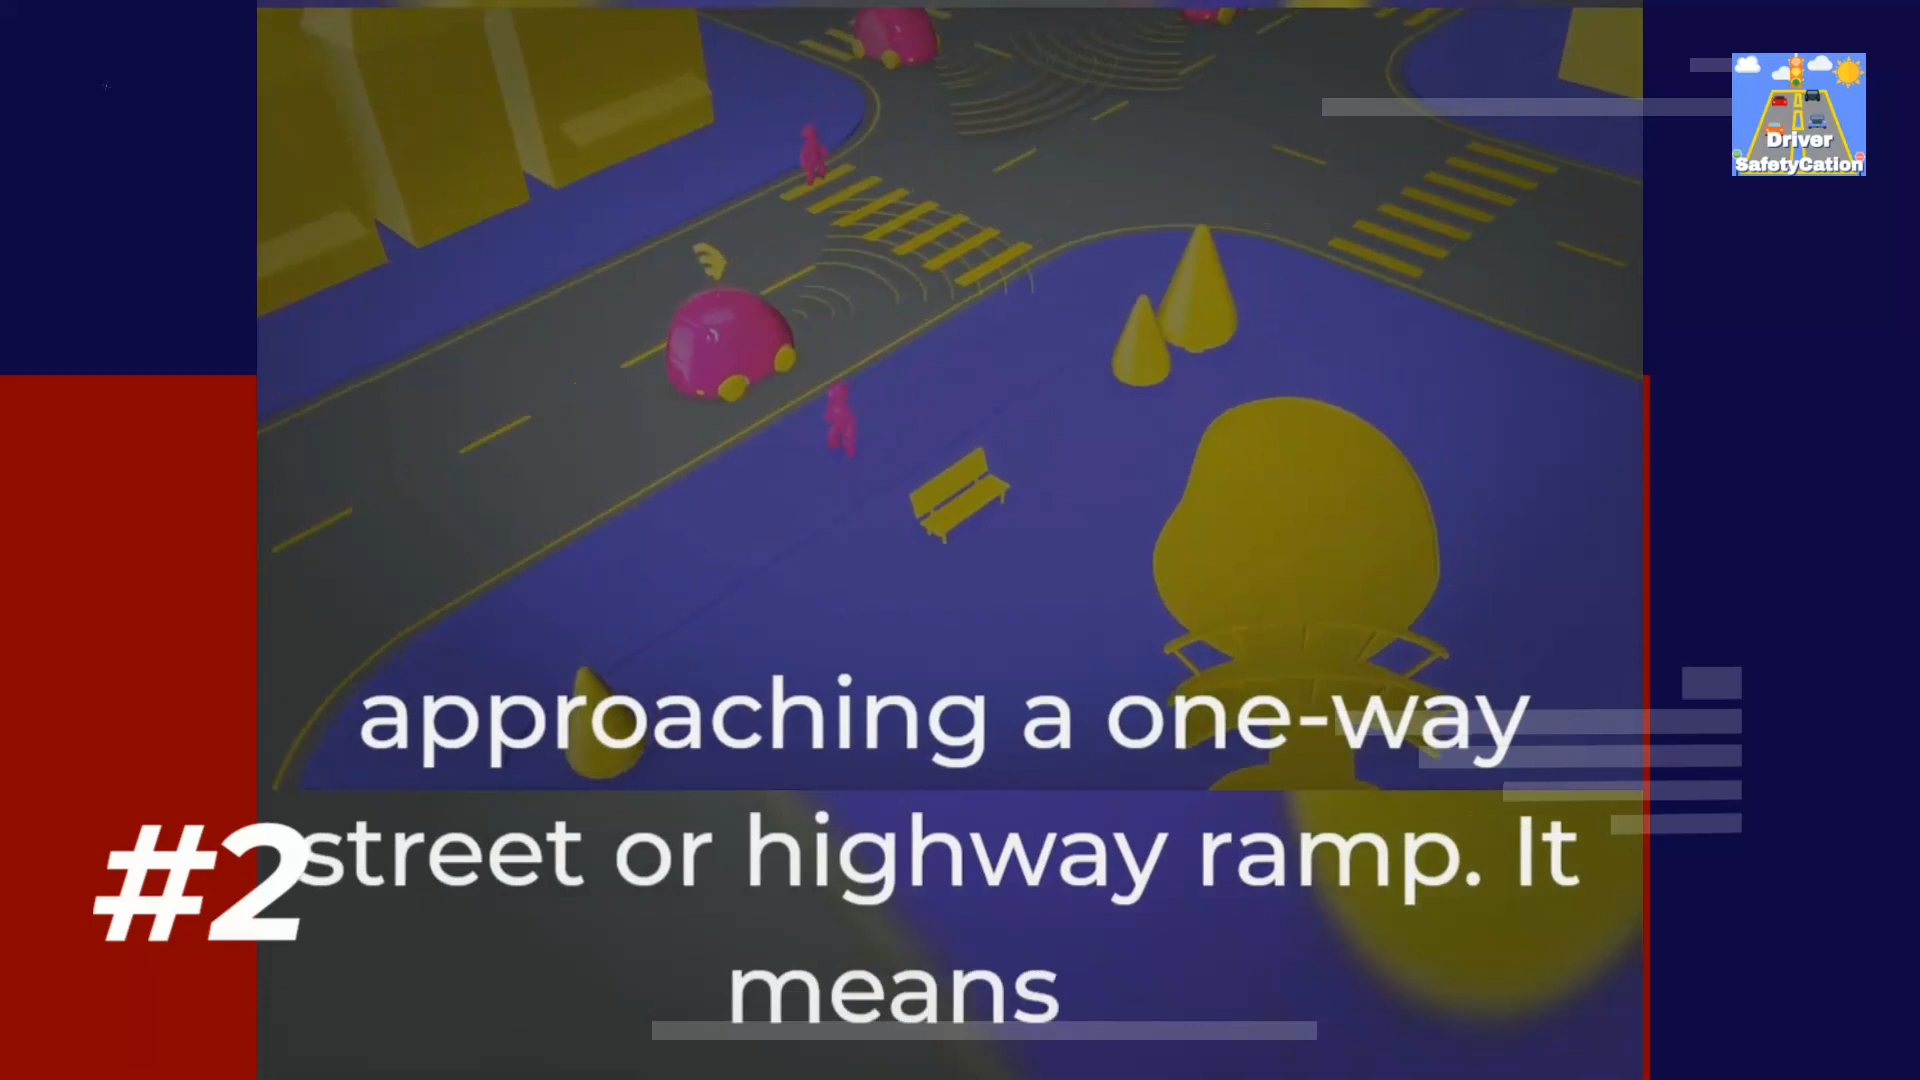 Driver
SafetyCation
approaching a one-way
street or highway ramp. It
means
#2